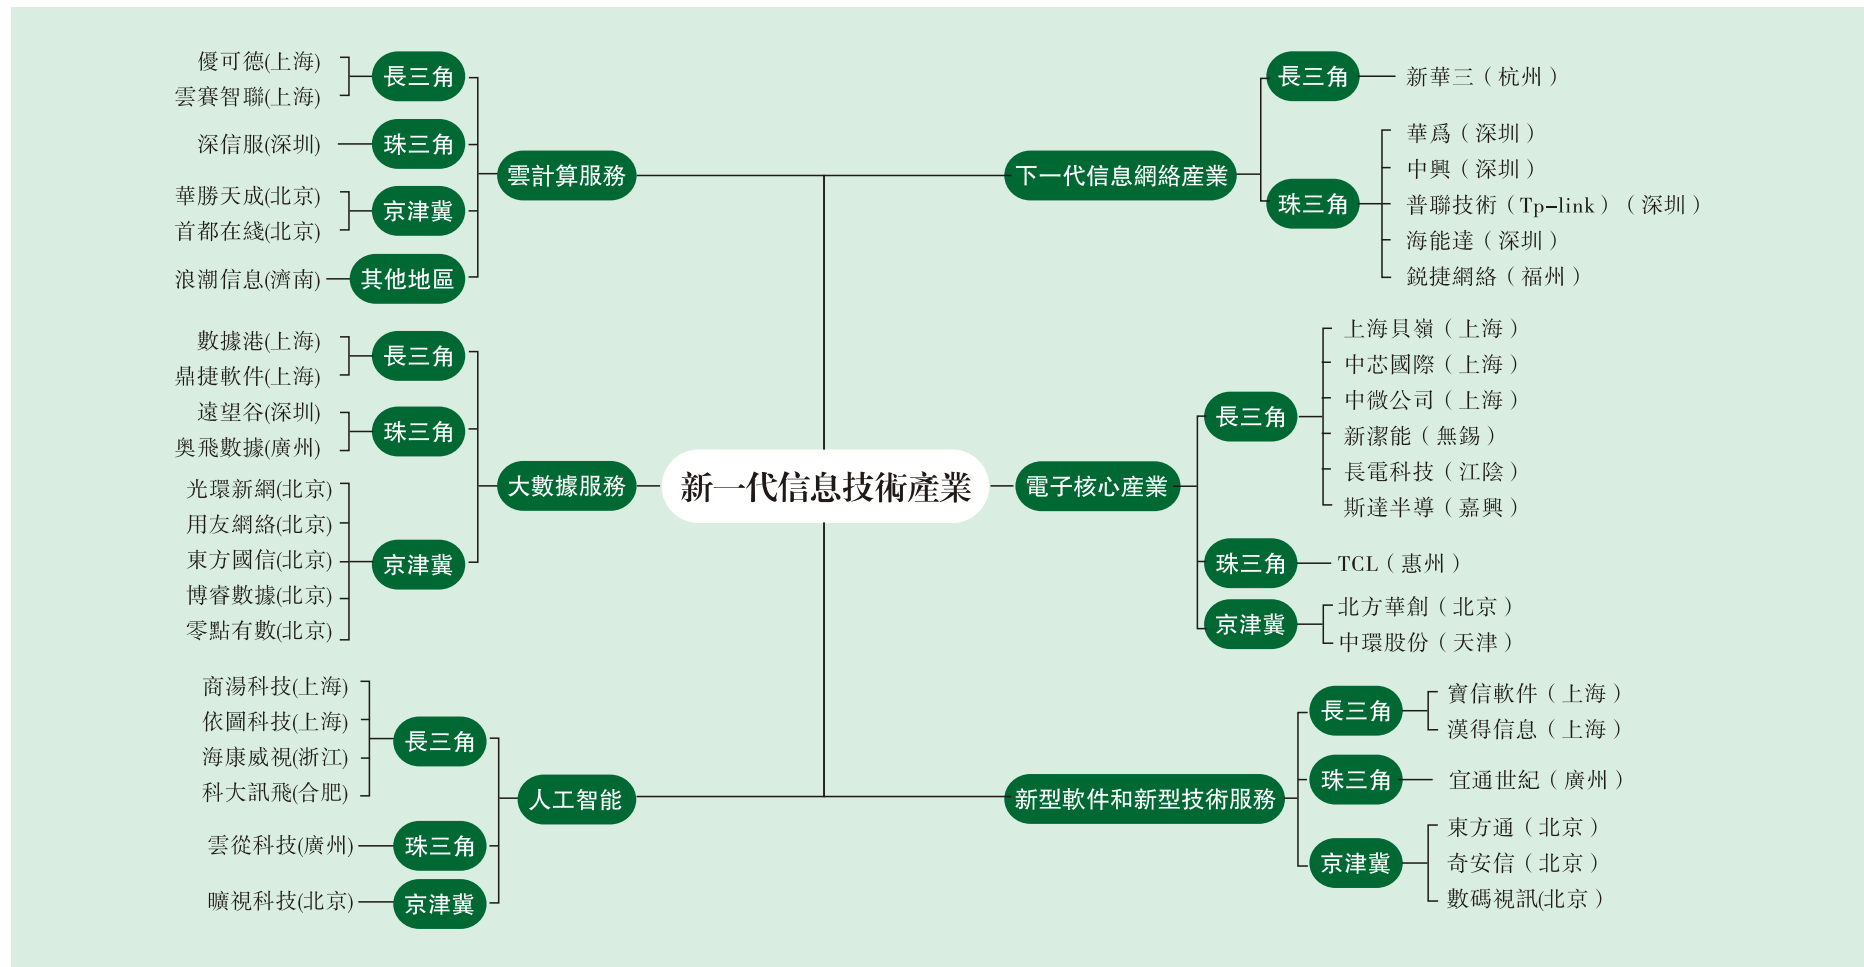 新一代信息技術產業
雲計算服務
長三角
優可德(上海)
雲賽智聯(上海)
珠三角
深信服(深圳)
京津冀
華勝天成(北京)
首都在綫(北京)
其他地區
浪潮信息(濟南)
大數據服務
長三角
數據港(上海)
鼎捷軟件(上海)
珠三角
遠望谷(深圳)
奥飛數據(廣州)
京津冀
光環新網(北京)
用友網絡(北京)
東方國信(北京)
博睿數據(北京)
零點有數(北京)
人工智能
長三角
商湯科技(上海)
依圖科技(上海)
海康威視(浙江)
科大訊飛(合肥)
珠三角
雲從科技(廣州)
京津冀
曠視科技(北京)
下一代信息網絡産業
長三角
新華三（杭州）
珠三角
華爲（深圳）
中興（深圳）
普聯技術（Tp-link）（深圳）
海能達（深圳）
鋭捷網絡（福州）
電子核心産業
長三角
上海貝嶺（上海）
中芯國際（上海）
中微公司（上海）
新潔能（無錫）
長電科技（江陰）
斯達半導（嘉興）
珠三角
TCL（惠州）
京津冀
北方華創（北京）
中環股份（天津）
新型軟件和新型技術服務
長三角
寶信軟件（上海）
漢得信息（上海）
珠三角
宜通世紀（廣州）
京津冀
東方通（北京）
奇安信（北京）
數碼視訊(北京）